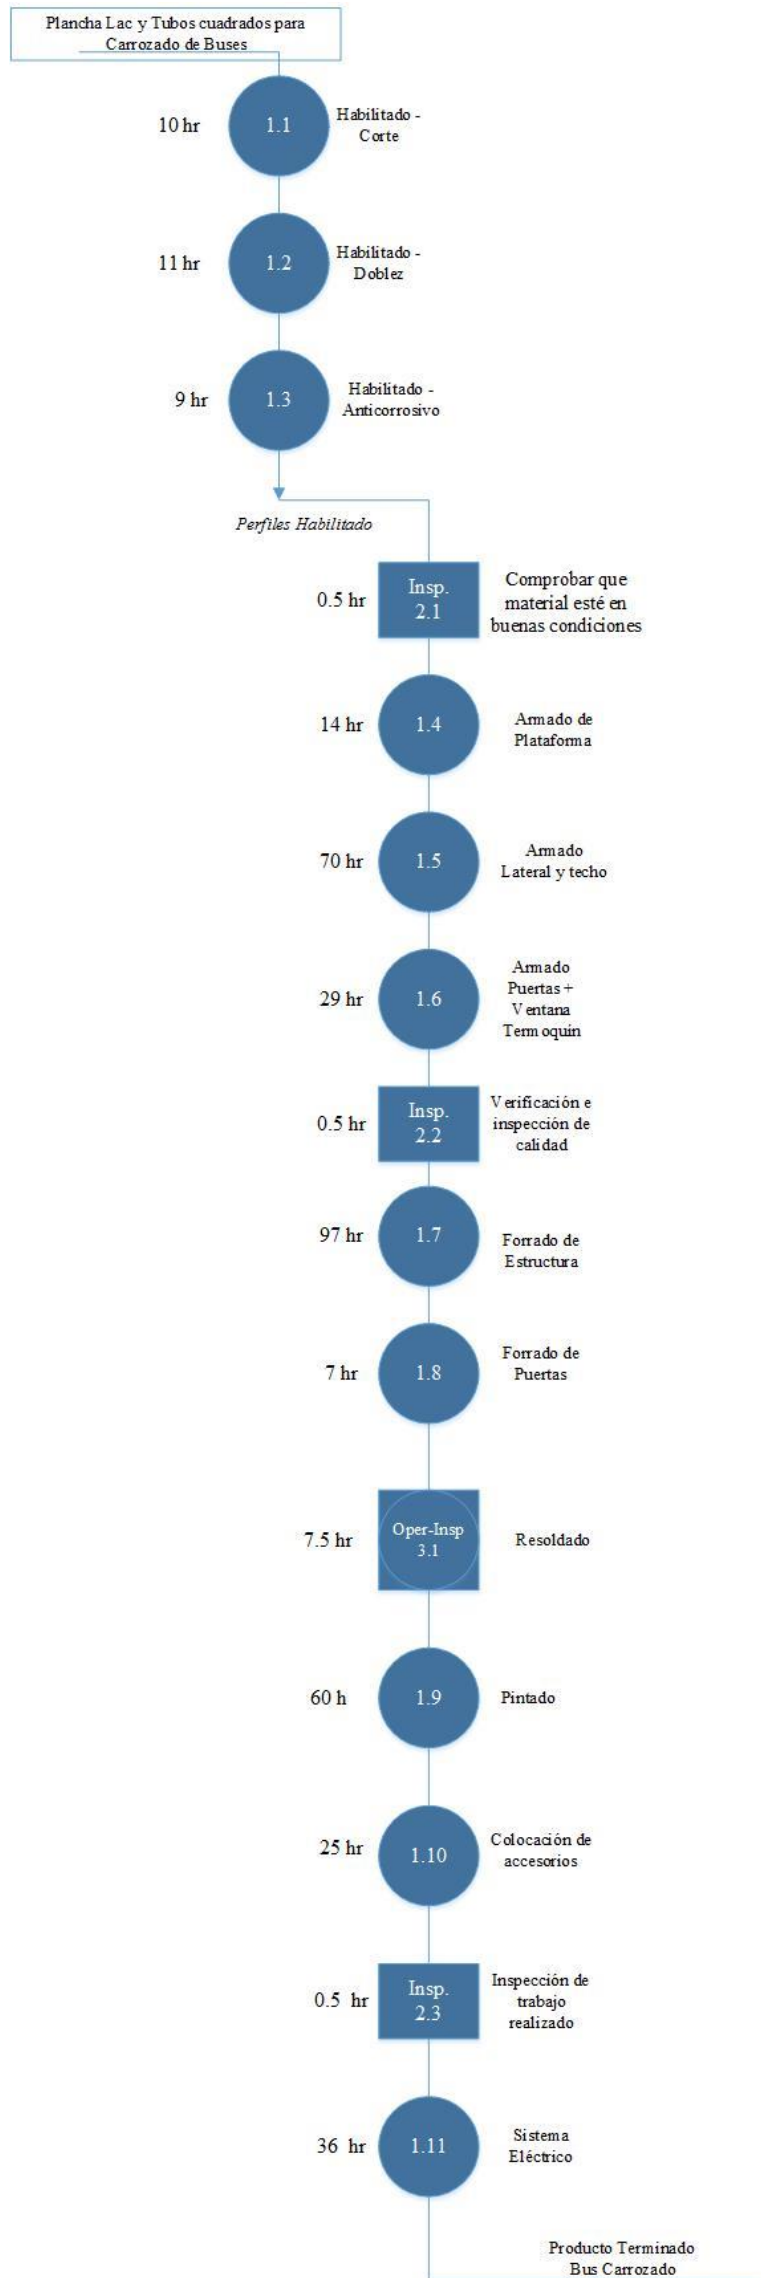 Plancha Lac y Tubos cuadrados para
Carrozado de Buses
10 hr
1.1
Habilitado -
Corte
11 hr
1.2
Habilitado -
Doblez
9 hr
1.3
Habilitado -
Anticorrosivo
Perfiles Habilitado
0.5 hr
Insp.
2.1
Comprobar que
material esté en
buenas condiciones
14 hr
1.4
Armado de
Plataforma
70 hr
1.5
Armado
Lateral y techo
29 hr
1.6
Armado
Puertas +
Ventana
Termoquin
0.5 hr
Insp.
2.2
Verificación e
inspección de
calidad
97 hr
1.7
Forrado de
Estructura
7 hr
1.8
Forrado de
Puertas
7.5 hr
Oper-Insp
3.1
Resoldado
60 h
1.9
Pintado
25 hr
1.10
Colocación de
accesorios
0.5 hr
Insp.
2.3
Inspección de
trabajo
realizado
36 hr
1.11
Sistema
Eléctrico
Producto Terminado
Bus Carrozado